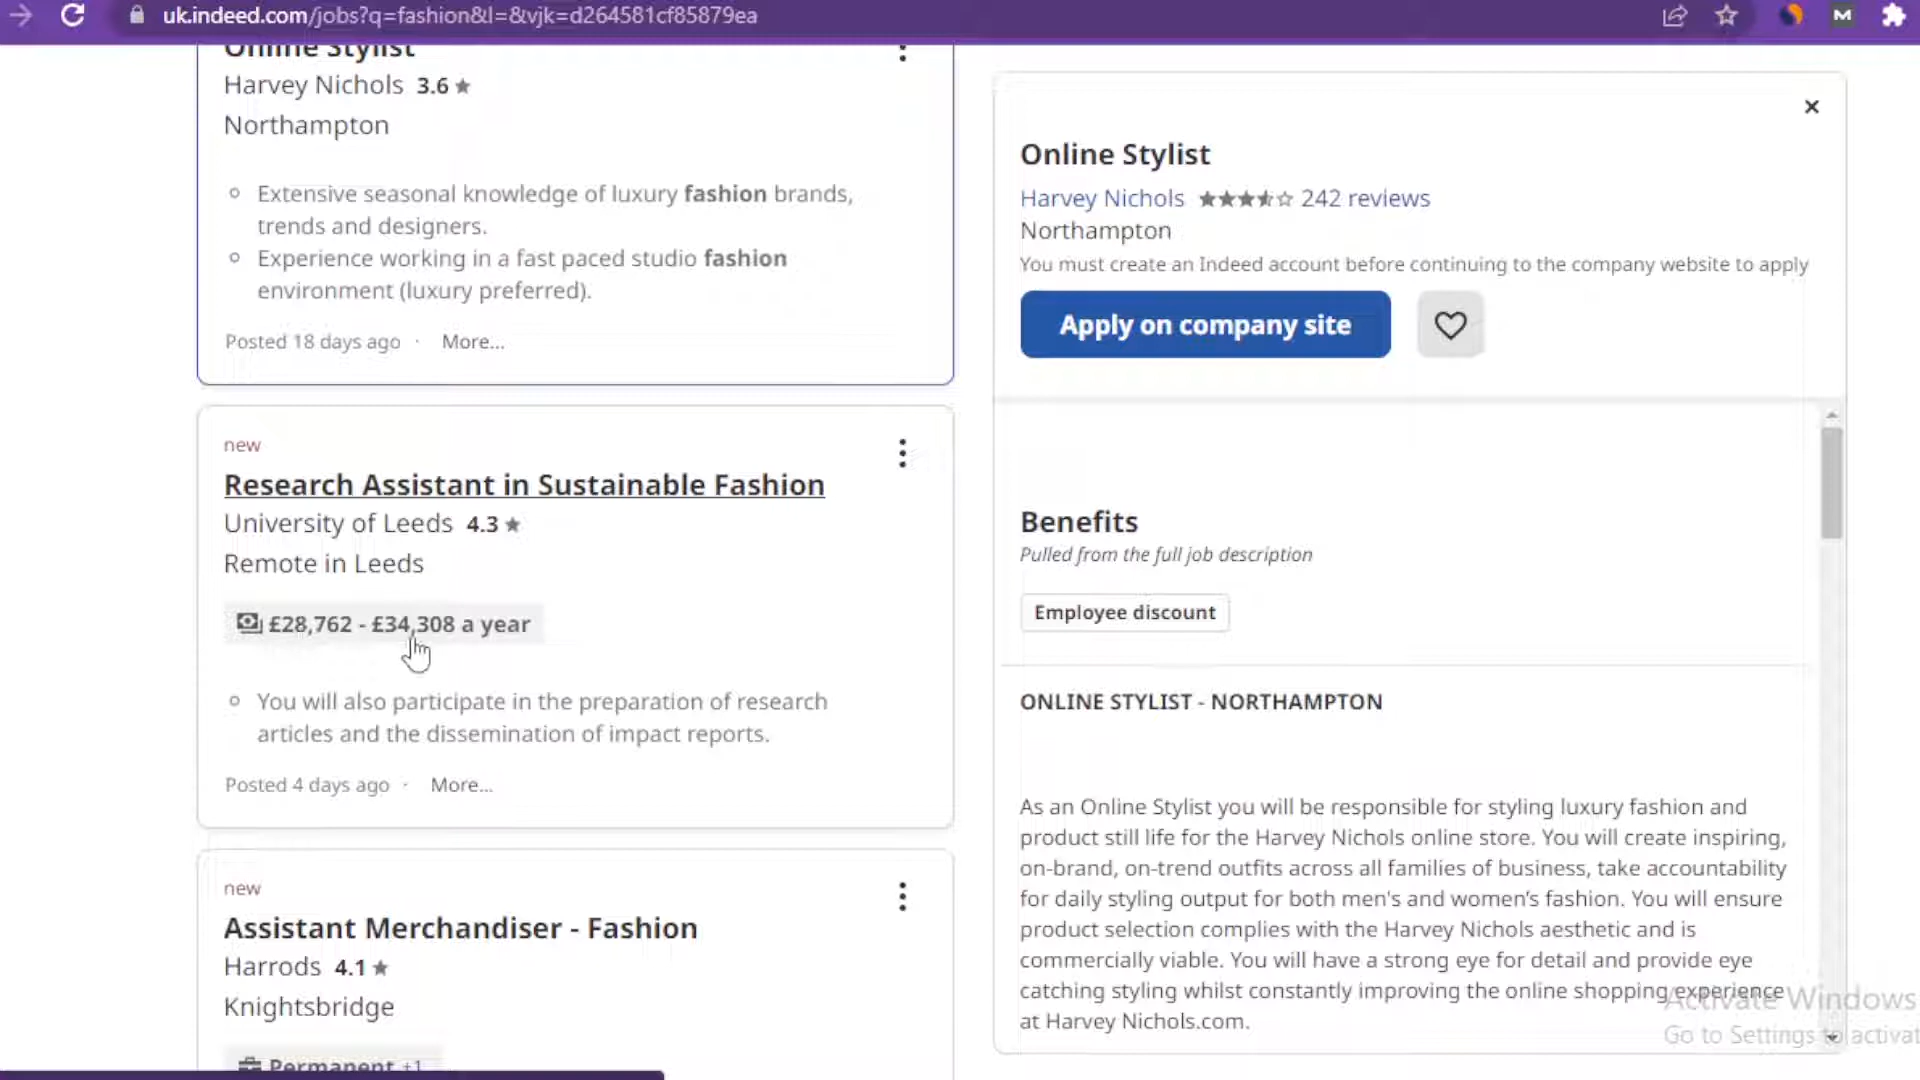 uk.indeed.com/jobs?q=fashion&l=&vjk=d264581cf85879ea
M
Online Stylist
Harvey Nichols 3.6
Northampton
Extensive seasonal knowledge of luxury fashion brands,
trends and designers.
Experience working in a fast paced studio fashion
environment (luxury preferred).
Posted 18 days ago · More...
new
Research Assistant in Sustainable Fashion
University of Leeds 4.3
Remote in Leeds
£28,762 - £34,308 a year
You will also participate in the preparation of research
articles and the dissemination of impact reports.
Posted 4 days ago · More...
new
Assistant Merchandiser - Fashion
Harrods 4.1
Knightsbridge
Permanent +1
Online Stylist
Harvey Nichols 242 reviews
Northampton
You must create an Indeed account before continuing to the company website to apply
Apply on company site
Benefits
Pulled from the full job description
Employee discount
ONLINE STYLIST - NORTHAMPTON
As an Online Stylist you will be responsible for styling luxury fashion and
product still life for the Harvey Nichols online store. You will create inspiring,
on-brand, on-trend outfits across all families of business, take accountability
for daily styling output for both men's and women's fashion. You will ensure
product selection complies with the Harvey Nichols aesthetic and is
commercially viable. You will have a strong eye for detail and provide eye
catching styling whilst constantly improving the online shopping experience
at Harvey Nichols.com.
Activate Windows
Go to Settings to activat